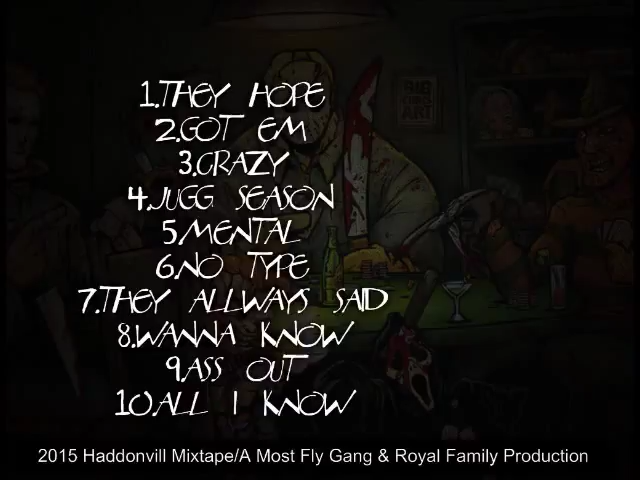 BIG
ART
1.THEY HOPE
2.GOT EM
3.CRAZY
4.JUGG SEASON
5.MENTAL
6.NO TYPE
7.THEY ALLWAYS SAID
8.WANNA KNOW
9.ASS OUT
10.ALL I KNOW
2015 Haddonvill Mixtape/A Most Fly Gang & Royal Family Production